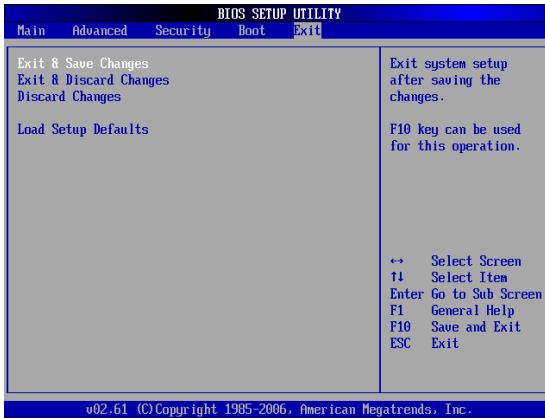 BIOS SETUP UTILITY
Main Advanced Security Boot Exit
Exit & Save Changes
Exit & Discard Changes
Discard Changes
Load Setup Defaults
Exit system setup
after saving the
changes.
F10 key can be used
for this operation.
↔ Select Screen
↑↓ Select Item
Enter Go to Sub Screen
F1 General Help
F10 Save and Exit
ESC Exit
v02.61 (C)Copyright 1985-2006, American Megatrends, Inc.